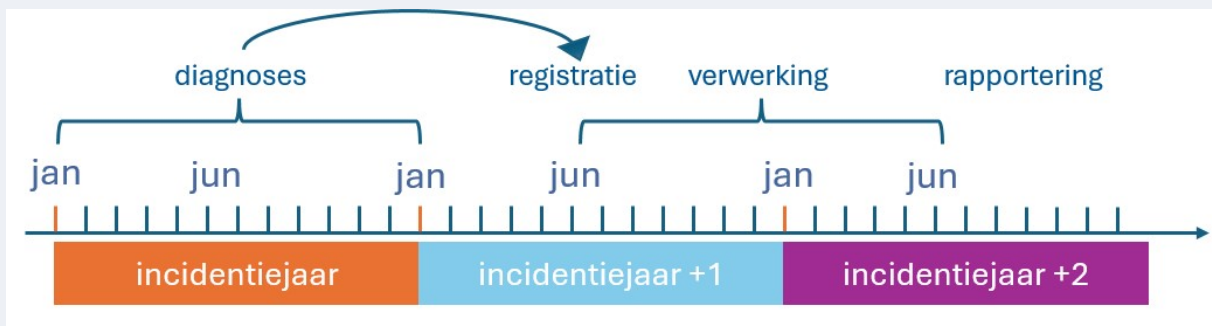 diagnoses registratie verwerking rapportering
jan jun jan jun jan jun
incidentiejaar incidentiejaar +1 incidentiejaar +2